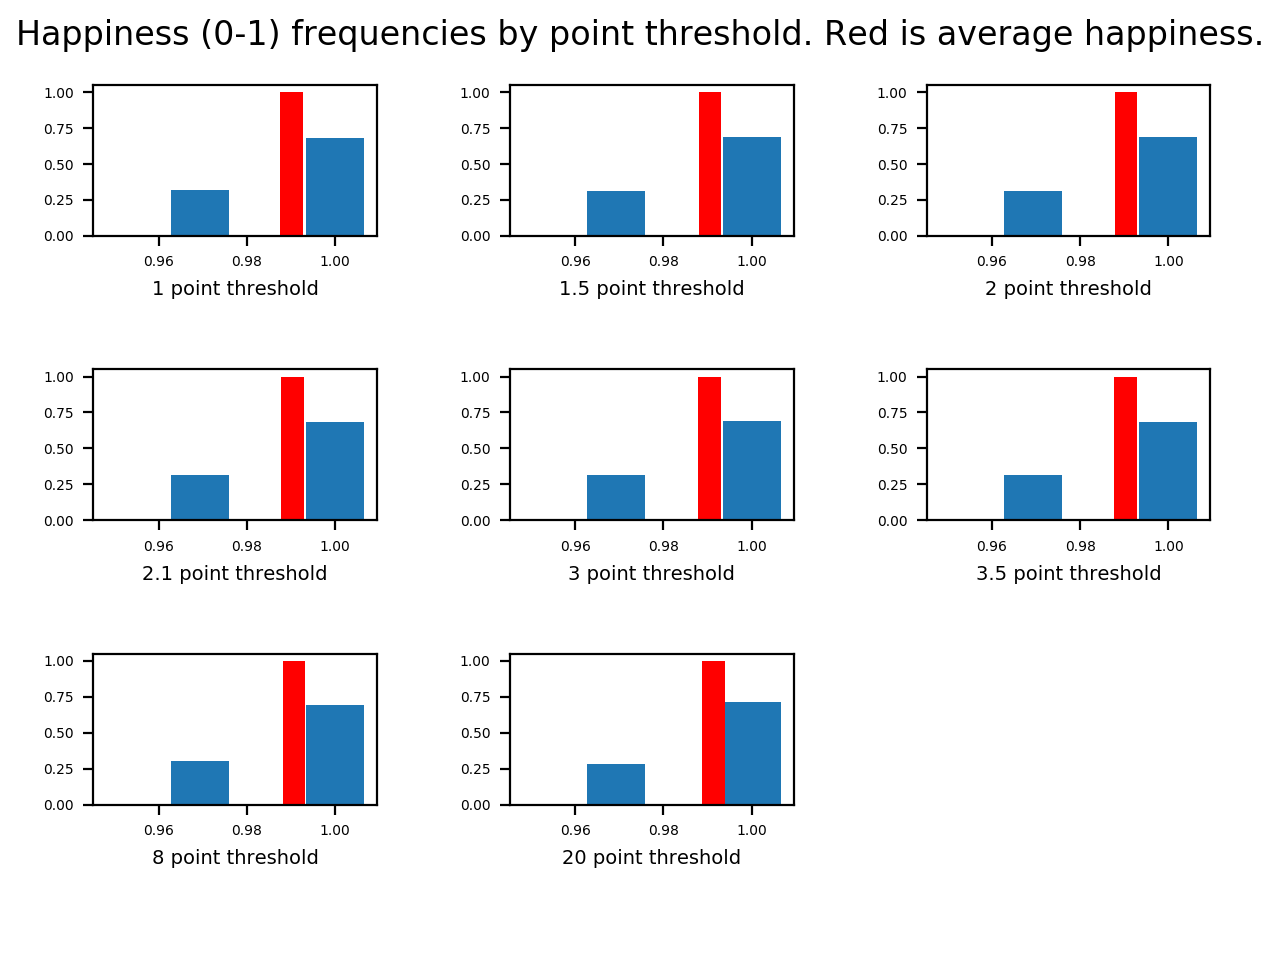 Happiness (0-1) frequencies by point threshold. Red is average happiness.
1.00 1.00 1.00
0.75 0.75 0.75
0.50 0.50 0.50
0.25 0.25 0.25
0.00 0.00 0.00
0.96 0.98 1.00 0.96 0.98 1.00 0.96 0.98 1.00
1 point threshold 1.5 point threshold 2 point threshold
1.00 1.00 1.00
0.75 0.75 0.75
0.50 0.50 0.50
0.25 0.25 0.25
0.00 0.00 0.00
0.96 0.98 1.00 0.96 0.98 1.00 0.96 0.98 1.00
2.1 point threshold 3 point threshold 3.5 point threshold
1.00 1.00
0.75 0.75
0.50 0.50
0.25 0.25
0.00 0.00
0.96 0.98 1.00 0.96 0.98 1.00
8 point threshold 20 point threshold